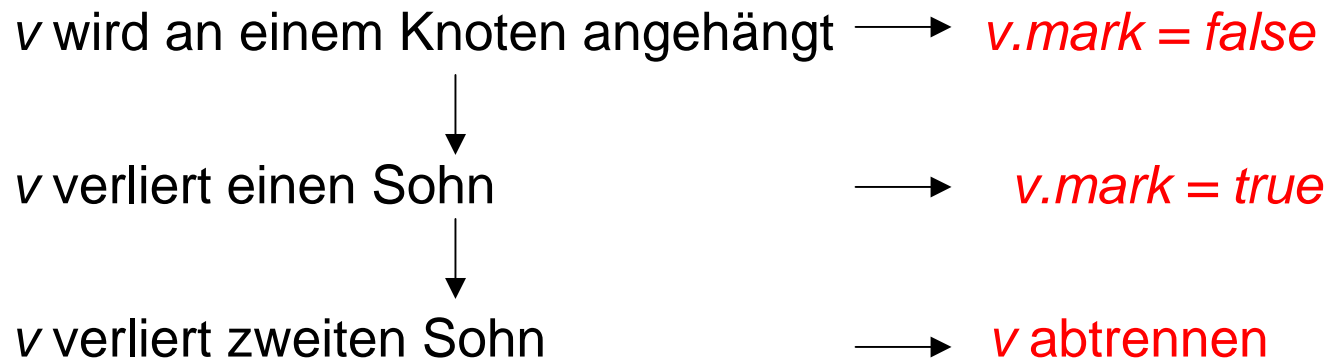 v wird an einem Knoten angehängt → v.mark = false
v verliert einen Sohn → v.mark = true
v verliert zweiten Sohn → v abtrennen